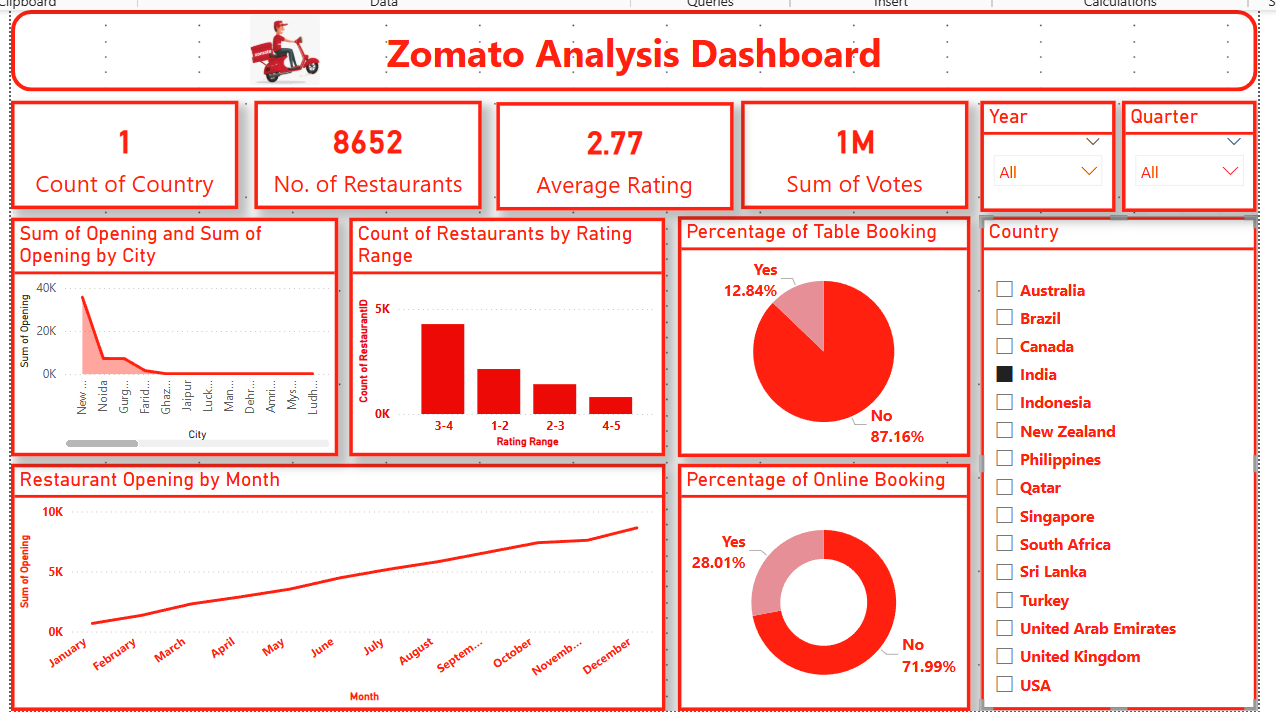 Clipboard Data Queries Insert Calculations
Zomato Analysis Dashboard
1
Count of Country
8652
No. of Restaurants
2.77
Average Rating
1M
Sum of Votes
Year
All
Quarter
All
Sum of Opening and Sum of
Opening by City
Sum of Opening
40K
20K
0K
New ...
Noida
Gurg...
Farid...
Ghaz...
Jaipur
Luck...
Man...
Dehr...
Amri...
Mys...
Ludh...
City
Count of Restaurants by Rating
Range
Count of RestaurantID
5K
0K
3-4
1-2
2-3
4-5
Rating Range
Percentage of Table Booking
Yes
12.84%
No
87.16%
Country
Australia
Brazil
Canada
India
Indonesia
New Zealand
Philippines
Qatar
Singapore
South Africa
Sri Lanka
Turkey
United Arab Emirates
United Kingdom
USA
Restaurant Opening by Month
Sum of Opening
10K
5K
0K
January
February
March
April
May
June
July
August
Septem...
October
Novemb...
December
Month
Percentage of Online Booking
Yes
28.01%
No
71.99%